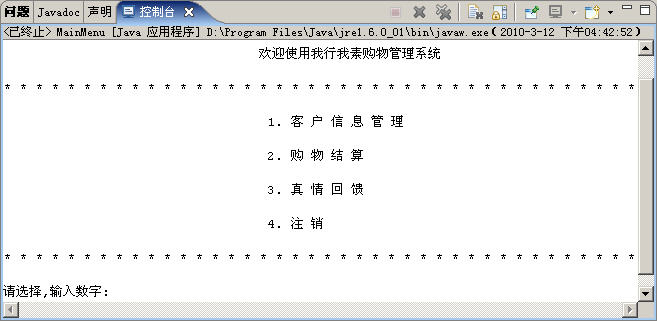 问题 Javadoc 声明 控制台
<已终止> MainMenu [Java 应用程序] D:\Program Files\Java\jre1.6.0_01\bin\javaw.exe（2010-3-12 下午04:42:52）
欢迎使用我行我素购物管理系统
* * * * * * * * * * * * * * * * * * * * * * * * * * * * * * * * * * *
1. 客 户 信 息 管 理
2. 购 物 结 算
3. 真 情 回 馈
4. 注 销
* * * * * * * * * * * * * * * * * * * * * * * * * * * * * * * * * * *
请选择,输入数字: